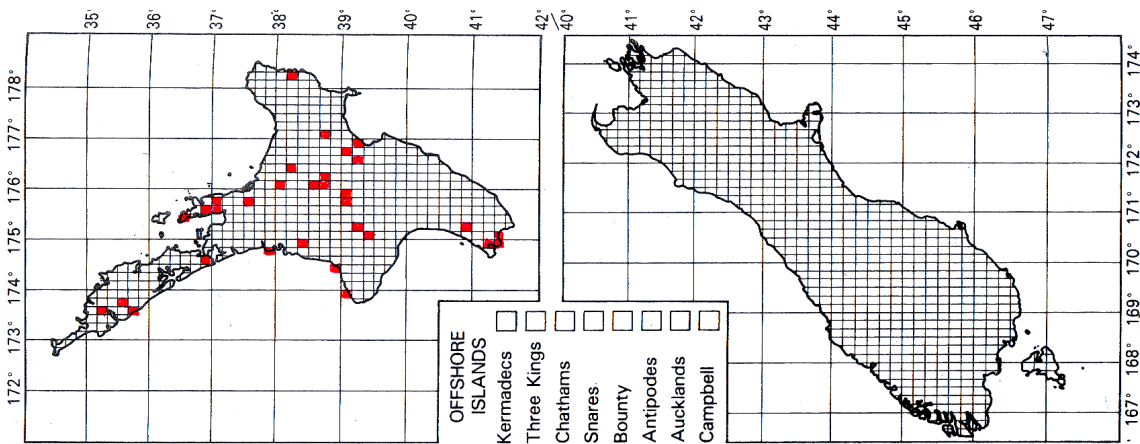 35° 36° 37° 38° 39° 40° 41° 42°
40° 41° 42° 43° 44° 45° 46° 47°
178°
177°
176°
175°
174°
173°
172°
174°
173°
172°
171°
170°
169°
168°
167°
OFFSHORE
ISLANDS
Kermadecs
Three Kings
Chathams
Snares
Bounty
Antipodes
Aucklands
Campbell